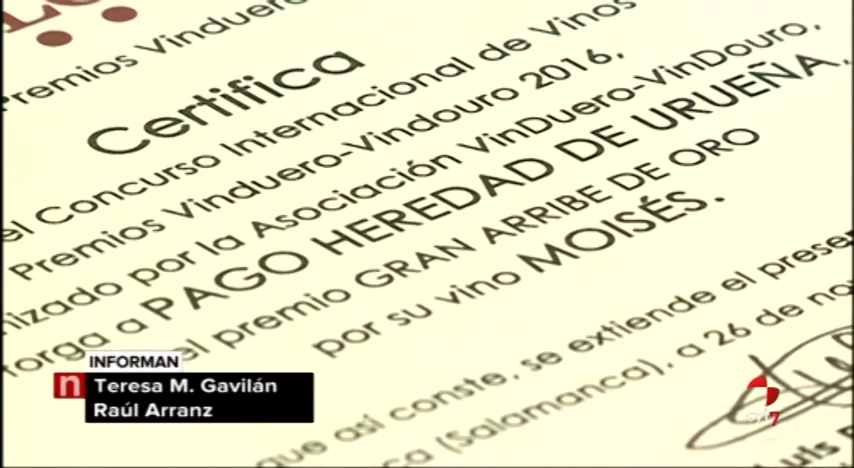 Premios Vinduero
Certifica
el Concurso Internacional de Vinos
Premios Vinduero-Vindouro 2016,
nizado por la Asociación VinDuero-VinDouro,
torga a PAGO HEREDAD DE URUEÑA,
el premio GRAN ARRIBE DE ORO
por su vino MOISÉS.
que así conste, se extiende el prese
ca (Salamanca), a 26 de no
INFORMAN
n Teresa M. Gavilán
Raúl Arranz